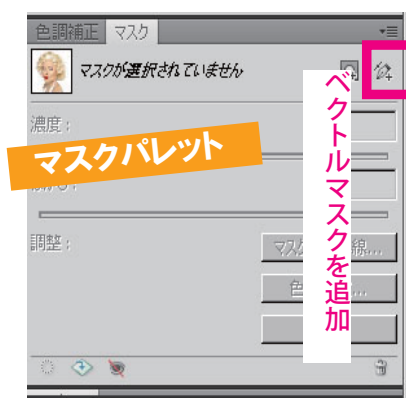 色調補正 マスク
マスクが選択されていません
濃度:
マスクパレット
調整:
ベクトルマスクを追加